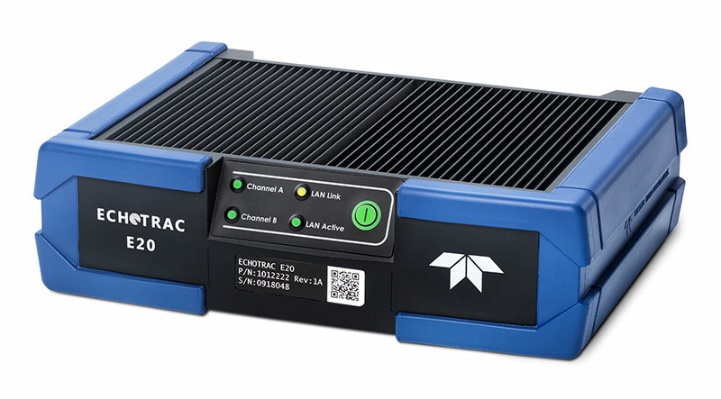 ECHOTRAC
E20
Channel A
LAN Link
Channel B
LAN Active
ECHOTRAC E20
P/N:1012222 Rev:1A
S/N:0918048